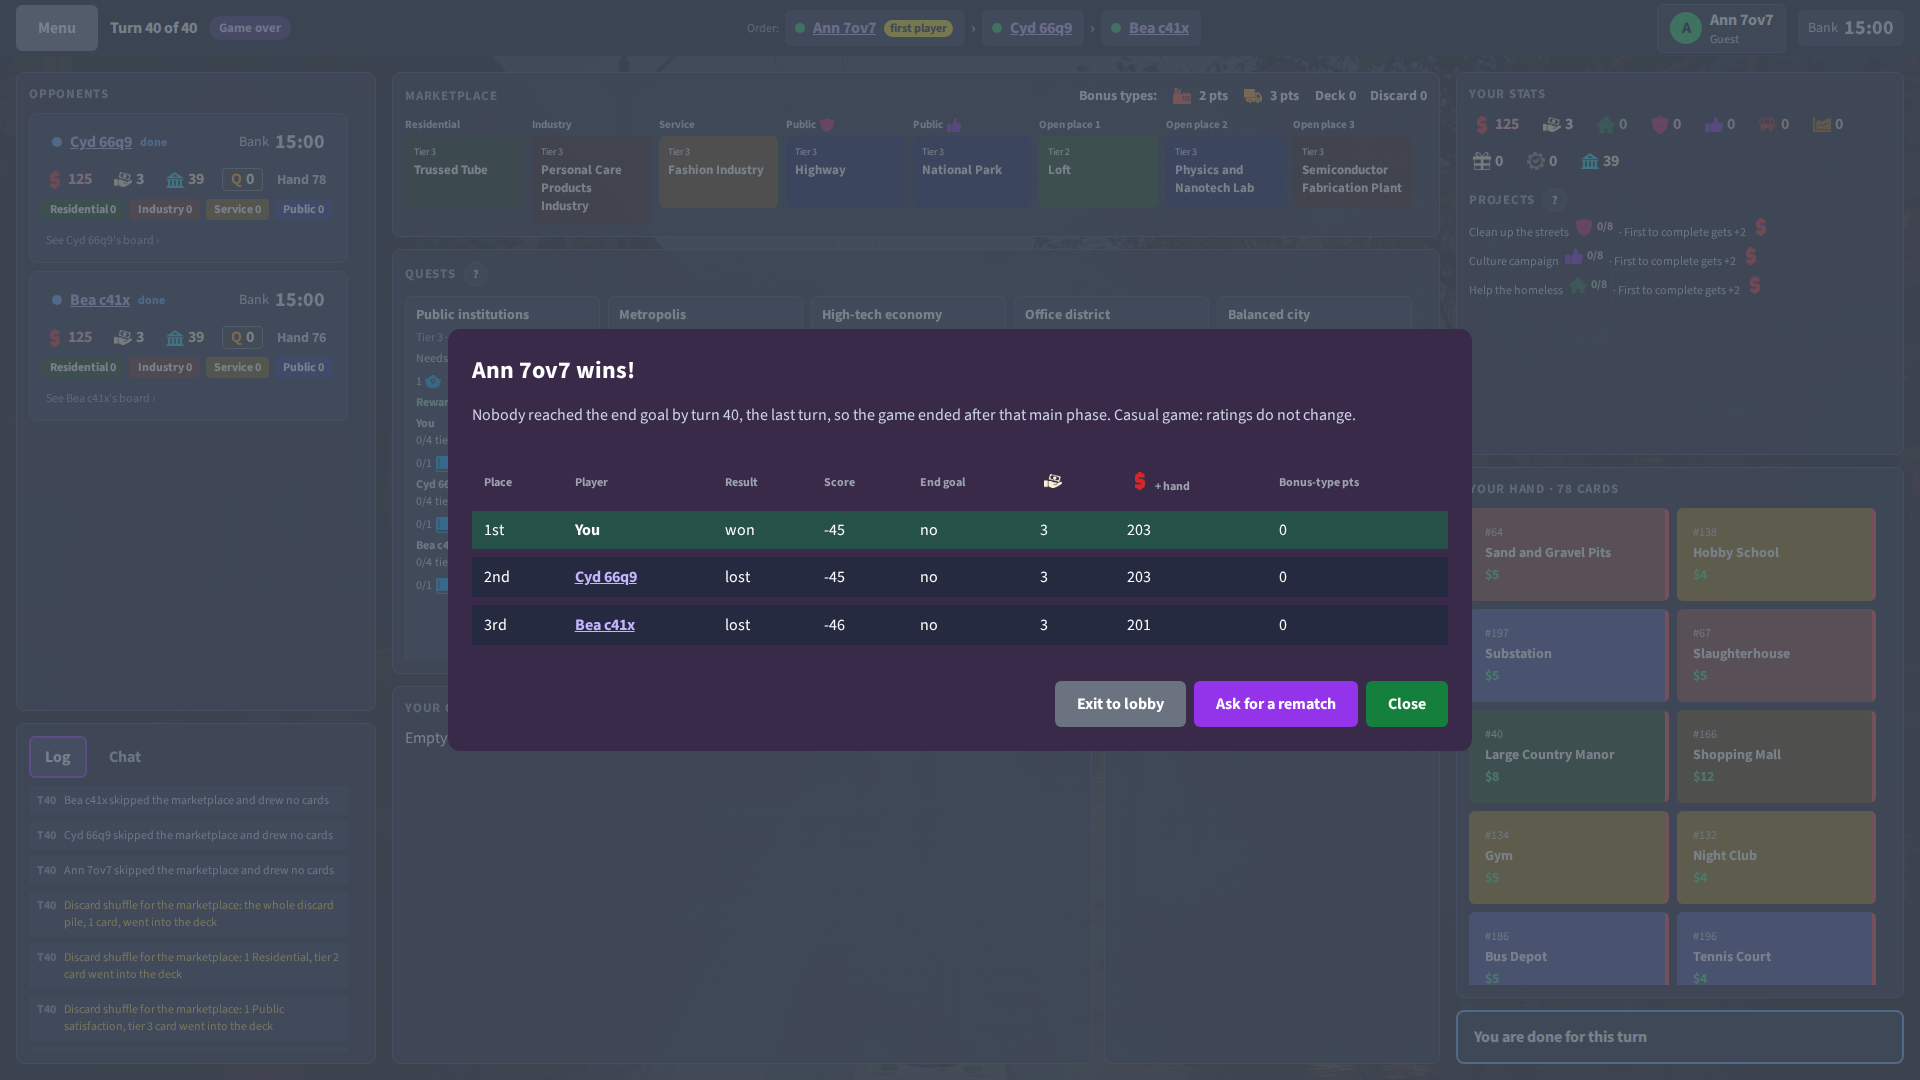 Menu
Turn 40 of 40
Game over
Order:
Ann 7ov7
first player
›
Cyd 66q9
›
Bea c41x
A
Ann 7ov7
Guest
Bank 15:00
OPPONENTS
Cyd 66q9 done
Bank 15:00
125
3
39
Q 0
Hand 78
Residential 0
Industry 0
Service 0
Public 0
See Cyd 66q9's board ›
Bea c41x done
Bank 15:00
125
3
39
Q 0
Hand 76
Residential 0
Industry 0
Service 0
Public 0
See Bea c41x's board ›
MARKETPLACE
Bonus types:
2 pts
3 pts
Deck 0
Discard 0
Residential
Tier 3
Trussed Tube
Industry
Tier 3
Personal Care
Products
Industry
Service
Tier 3
Fashion Industry
Public
Tier 3
Highway
Public
Tier 3
National Park
Open place 1
Tier 2
Loft
Open place 2
Tier 3
Physics and
Nanotech Lab
Open place 3
Tier 3
Semiconductor
Fabrication Plant
QUESTS ?
Public institutions
Metropolis
High-tech economy
Office district
Balanced city
Tier 3
Needs
1
You
0/4 tie
0/1
0/4 tie
0/1
0/4 tie
0/1
Ann 7ov7 wins!
Nobody reached the end goal by turn 40, the last turn, so the game ended after that main phase. Casual game: ratings do not change.
Place Player Result Score End goal $ + hand Bonus-type pts
1st You won -45 no 3 203 0
2nd Cyd 66q9 lost -45 no 3 203 0
3rd Bea c41x lost -46 no 3 201 0
Exit to lobby
Ask for a rematch
Close
Empty
YOUR STATS
125
3
0
0
0
0
0
0
0
39
PROJECTS ?
Clean up the streets 0/8 · First to complete gets +2
Culture campaign 0/8 · First to complete gets +2
Help the homeless 0/8 · First to complete gets +2
YOUR HAND · 78 CARDS
#64
Sand and Gravel Pits
$5
#138
Hobby School
$4
#197
Substation
$5
#67
Slaughterhouse
$5
#40
Large Country Manor
$8
#166
Shopping Mall
$12
#134
Gym
$5
#132
Night Club
$4
#186
Bus Depot
$5
#196
Tennis Court
$4
You are done for this turn
Log
Chat
T40 Bea c41x skipped the marketplace and drew no cards
T40 Cyd 66q9 skipped the marketplace and drew no cards
T40 Ann 7ov7 skipped the marketplace and drew no cards
T40 Discard shuffle for the marketplace: the whole discard
pile, 1 card, went into the deck
T40 Discard shuffle for the marketplace: 1 Residential, tier 2
card went into the deck
T40 Discard shuffle for the marketplace: 1 Public
satisfaction, tier 3 card went into the deck